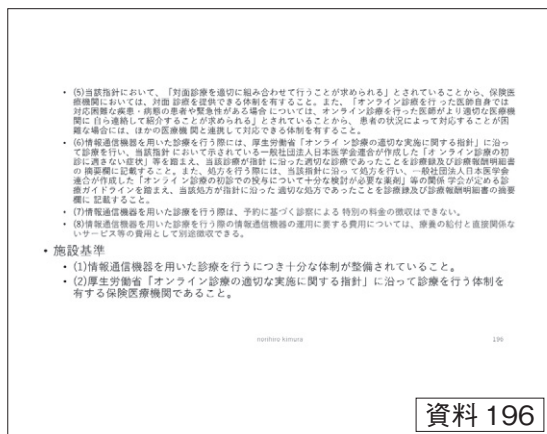 • (5)当該指針において、「対面診療を適切に組み合わせて行うことが求められる」とされていることから、保険医
療機関においては、対面 診療を提供できる体制を有すること。また、「オンライン診療を行 った医師自身では
対応困難な疾患・病態の患者や緊急性がある場合 については、オンライン診療を行った医師がより適切な医療機
関に 自ら連絡して紹介することが求められる」とされていることから、 患者の状況によって対応することが困
難な場合には、ほかの医療機 関と連携して対応できる体制を有すること。
• (6)情報通信機器を用いた診療を行う際には、厚生労働省「オンライ ン診療の適切な実施に関する指針」に沿っ
て診療を行い、当該指針 において示されている一般社団法人日本医学会連合が作成した「オ ンライン診療の初
診に適さない症状」等を踏まえ、当該診療が指針 に沿った適切な診療であったことを診療録及び診療報酬明細書
の 摘要欄に記載すること。また、処方を行う際には、当該指針に沿っ て処方を行い、一般社団法人日本医学会
連合が作成した「オンライ ン診療の初診での投与について十分な検討が必要な薬剤」等の関係 学会が定める診
療ガイドラインを踏まえ、当該処方が指針に沿った 適切な処方であったことを診療録及び診療報酬明細書の摘要
欄に 記載すること。
• (7)情報通信機器を用いた診療を行う際は、予約に基づく診察による 特別の料金の徴収はできない。
• (8)情報通信機器を用いた診療を行う際の情報通信機器の運用に要する費用については、療養の給付と直接関係な
いサービス等の費用として別途徴収できる。
• 施設基準
• (1)情報通信機器を用いた診療を行うにつき十分な体制が整備されていること。
• (2)厚生労働省「オンライン診療の適切な実施に関する指針」に沿って診療を行う体制を
有する保険医療機関であること。
norihiro kimura
196
資料 196